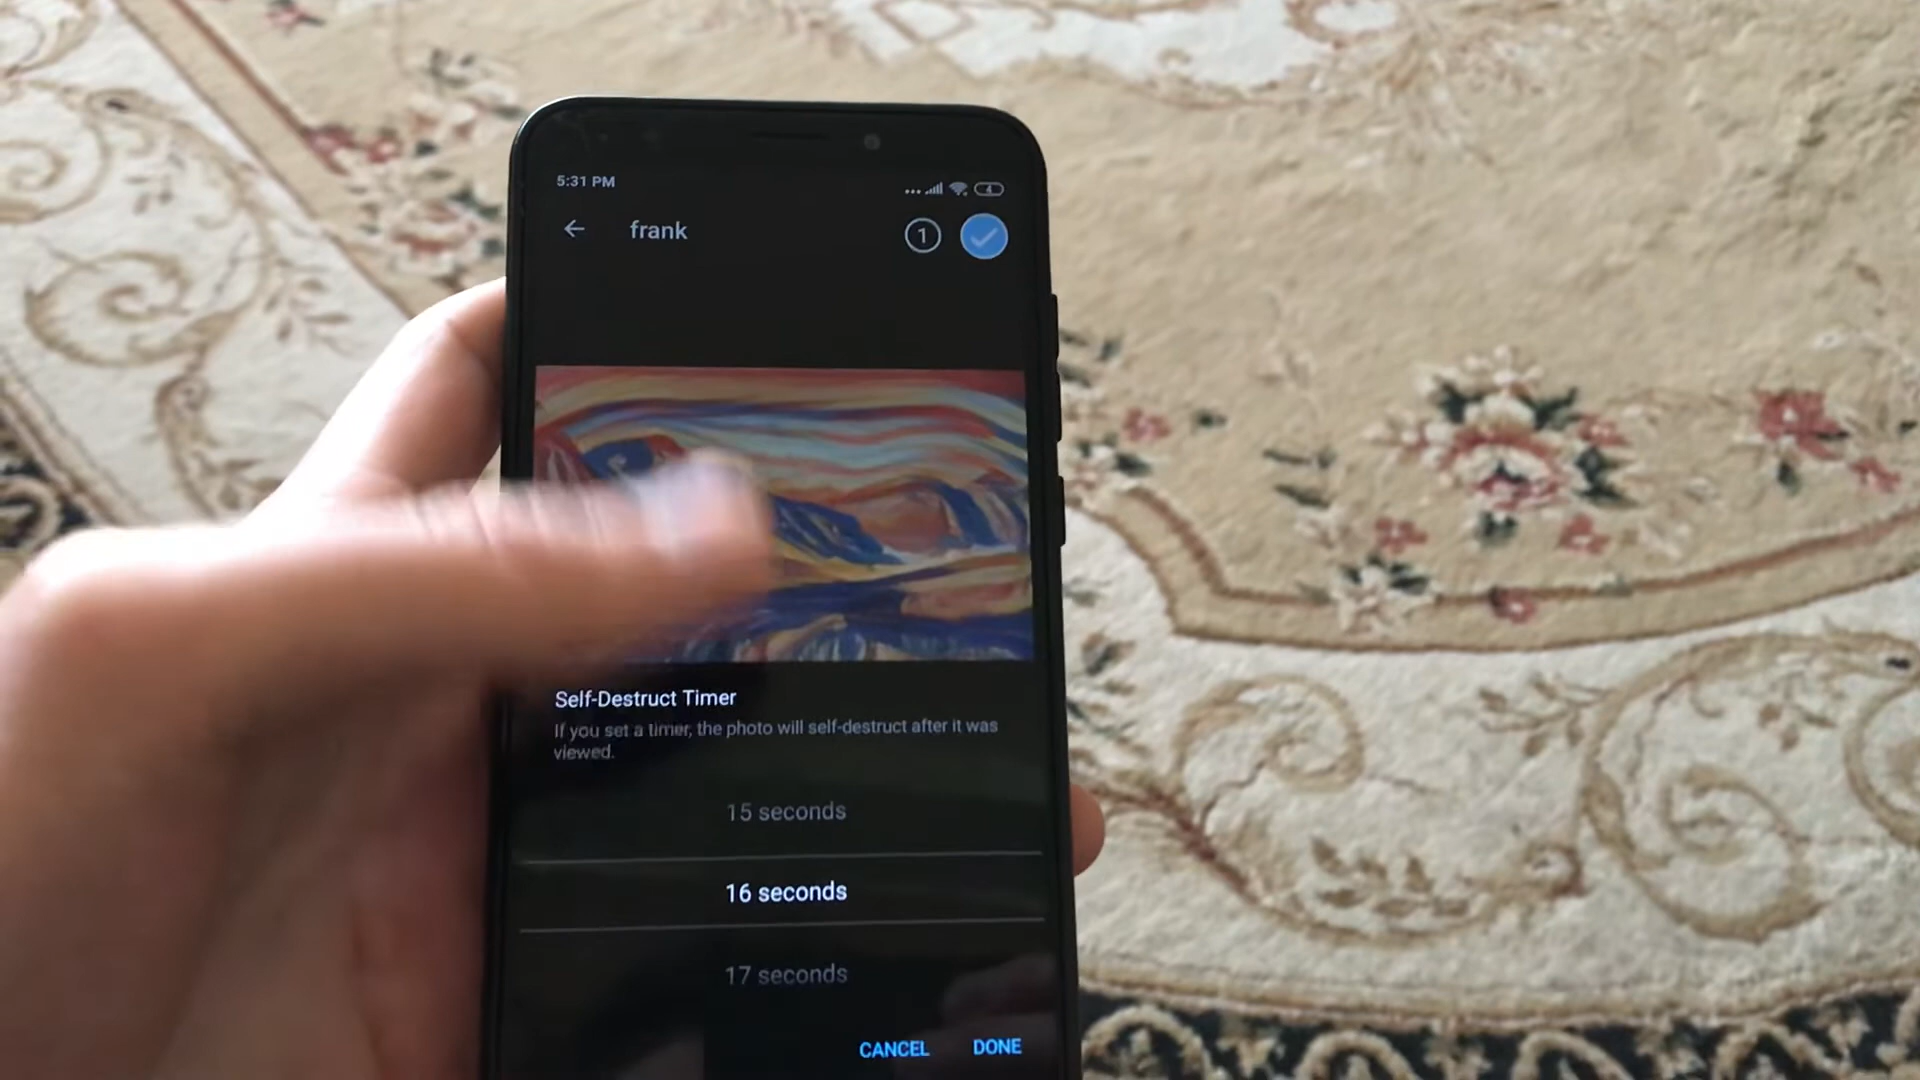 5:31 PM
4
frank
1
Self-Destruct Timer
If you set a timer, the photo will self-destruct after it was
viewed.
15 seconds
16 seconds
17 seconds
CANCEL DONE